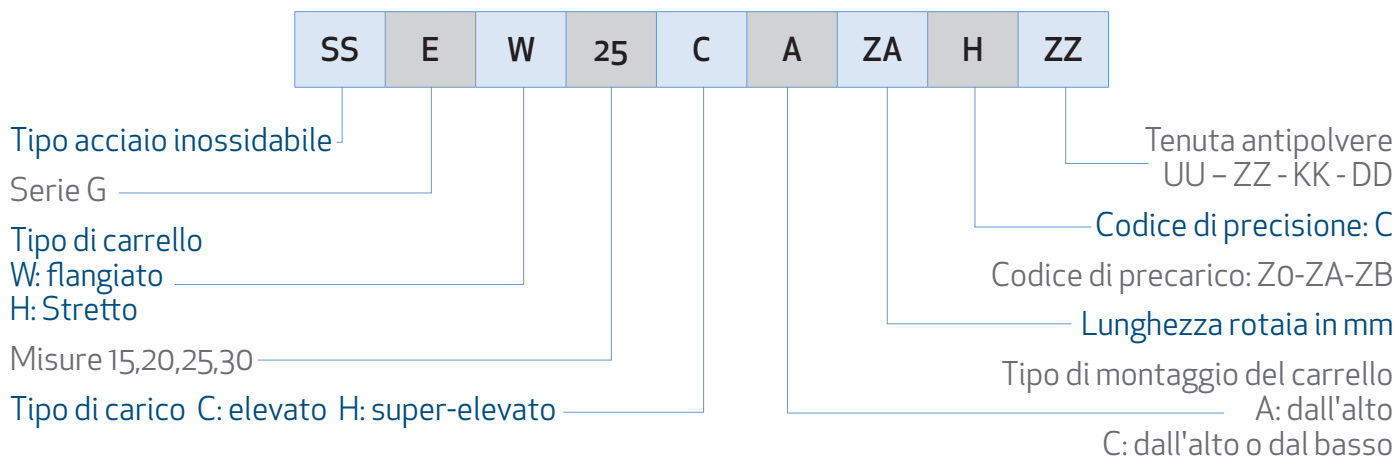 SS E W 25 C A ZA H ZZ
Tipo acciaio inossidabile
Serie G
Tipo di carrello
W: flangiato
H: Stretto
Misure 15,20,25,30
Tipo di carico C: elevato H: super-elevato
Tenuta antipolvere
UU – ZZ - KK - DD
Codice di precisione: C
Codice di precarico: Z0-ZA-ZB
Lunghezza rotaia in mm
Tipo di montaggio del carrello
A: dall'alto
C: dall'alto o dal basso